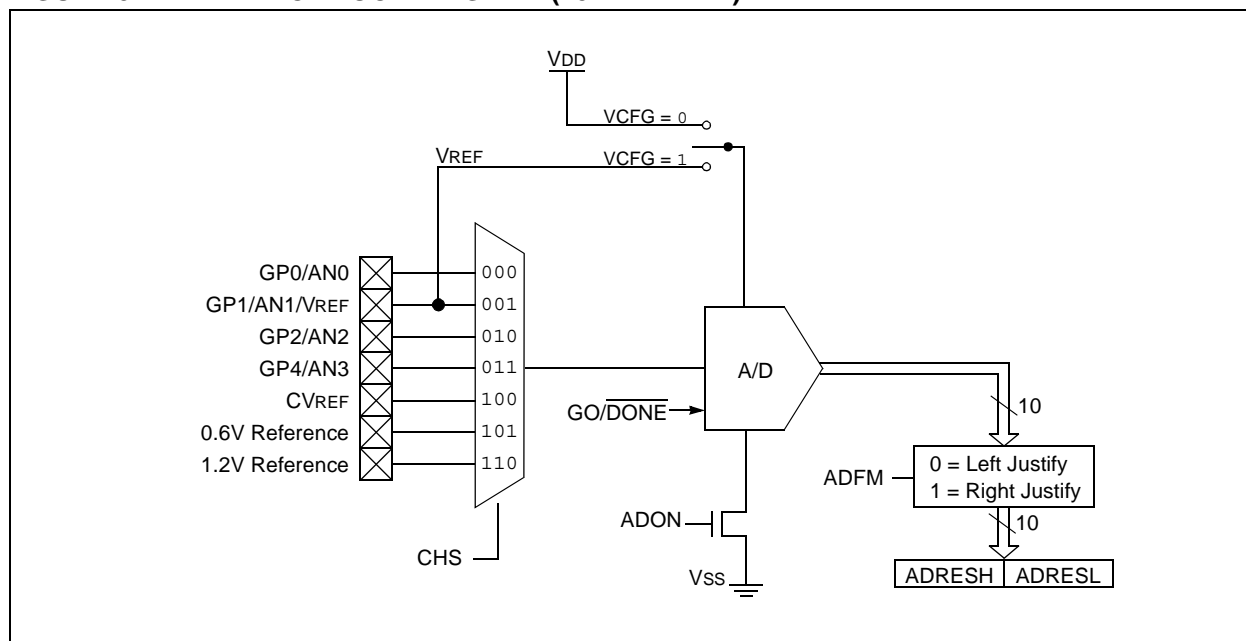 VDD
VCFG = 0
VREF
VCFG = 1
GP0/AN0
000
GP1/AN1/VREF
001
GP2/AN2
010
GP4/AN3
011
CVREF
100
0.6V Reference
101
1.2V Reference
110
CHS
A/D
GO/DONE
ADON
VSS
10
ADFM
0 = Left Justify
1 = Right Justify
10
ADRESH ADRESL